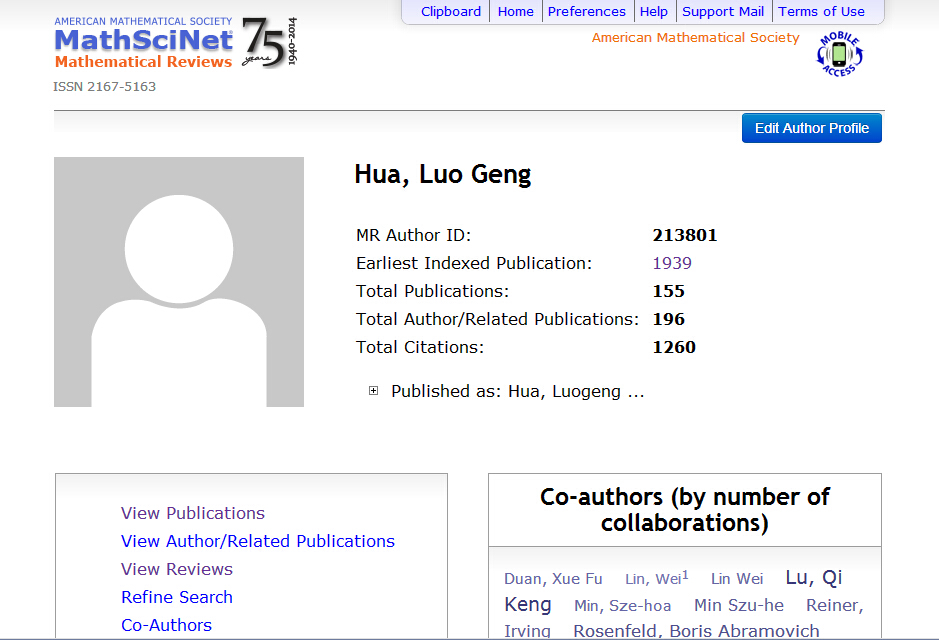 Clipboard Home Preferences Help Support Mail Terms of Use
AMERICAN MATHEMATICAL SOCIETY
MathSciNet
Mathematical Reviews
75 years 1940-2014
ISSN 2167-5163
American Mathematical Society
MOBILE ACCESS
Edit Author Profile
Hua, Luo Geng
MR Author ID: 213801
Earliest Indexed Publication: 1939
Total Publications: 155
Total Author/Related Publications: 196
Total Citations: 1260
Published as: Hua, Luogeng ...
View Publications
View Author/Related Publications
View Reviews
Refine Search
Co-Authors
Co-authors (by number of
collaborations)
Duan, Xue Fu Lin, Wei¹ Lin Wei Lu, Qi
Keng Min, Sze-hoa Min Szu-he Reiner,
Irving Rosenfeld, Boris Abramovich